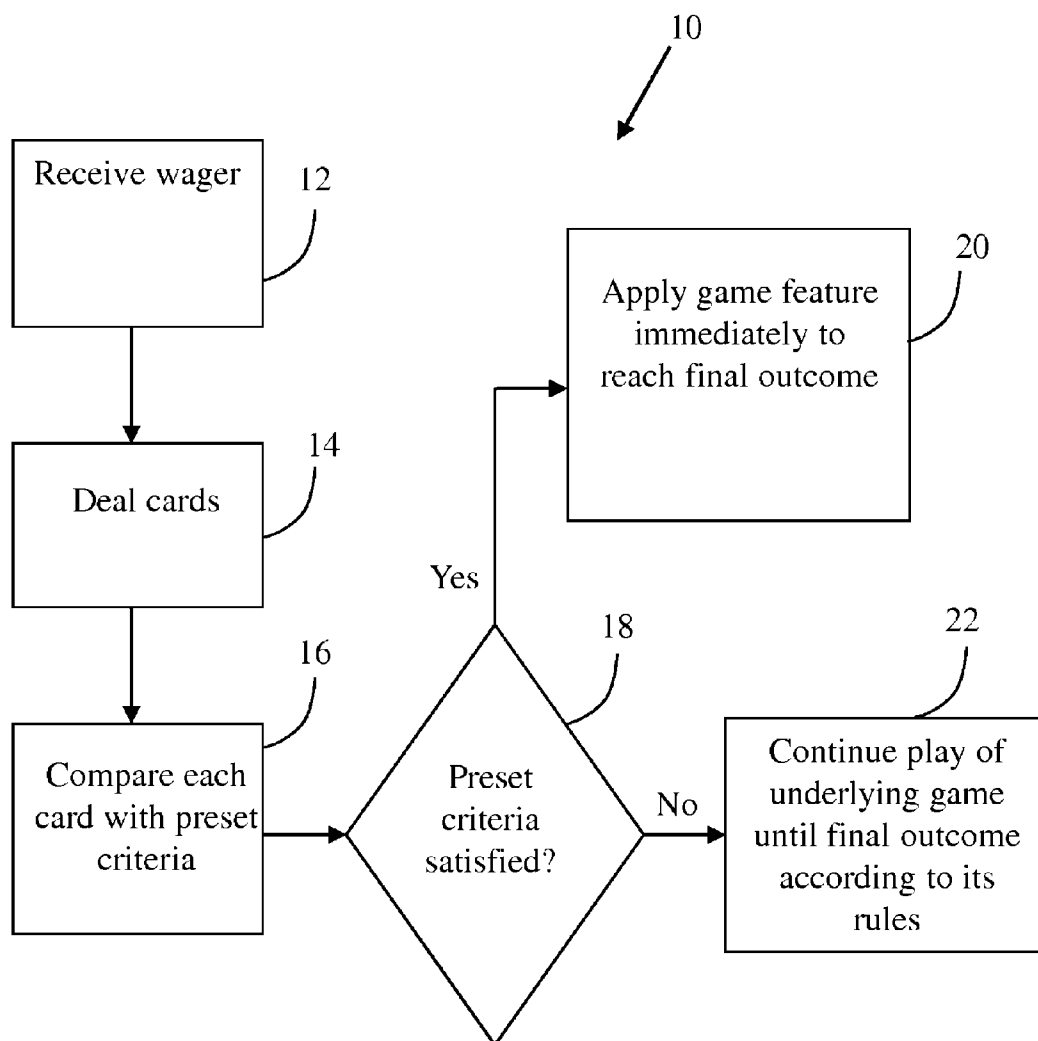 10
Receive wager
12
20
Apply game feature
immediately to
reach final outcome
14
Deal cards
Yes
18
22
16
Compare each
card with preset
criteria
Preset
criteria
satisfied?
No
Continue play of
underlying game
until final outcome
according to its
rules